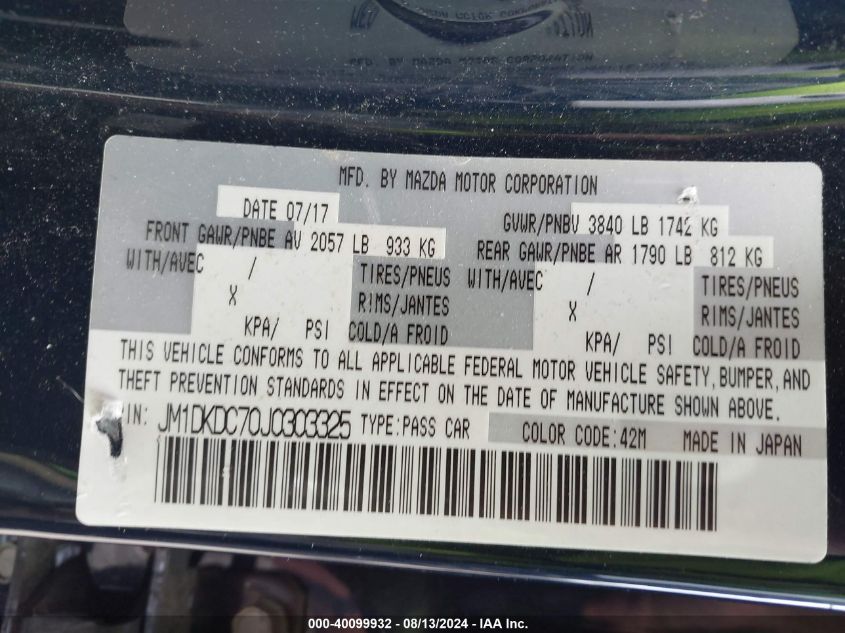 MFD. BY MAZDA MOTOR CORPORATION
DATE 07/17
GVWR/PNBV 3840 LB 1742 KG
FRONT GAWR/PNBE AV 2057 LB 933 KG
REAR GAWR/PNBE AR 1790 LB 812 KG
WITH/AVEC / TIRES/PNEUS WITH/AVEC / TIRES/PNEUS
X RIMS/JANTES X RIMS/JANTES
KPA/ PSI COLD/A FROID KPA/ PSI COLD/A FROID
THIS VEHICLE CONFORMS TO ALL APPLICABLE FEDERAL MOTOR VEHICLE SAFETY, BUMPER, AND
THEFT PREVENTION STANDARDS IN EFFECT ON THE DATE OF MANUFACTURE SHOWN ABOVE.
IN: JM1DKDC70J0303325 TYPE:PASS CAR COLOR CODE:42M MADE IN JAPAN
000-40099932 - 08/13/2024 - IAA Inc.